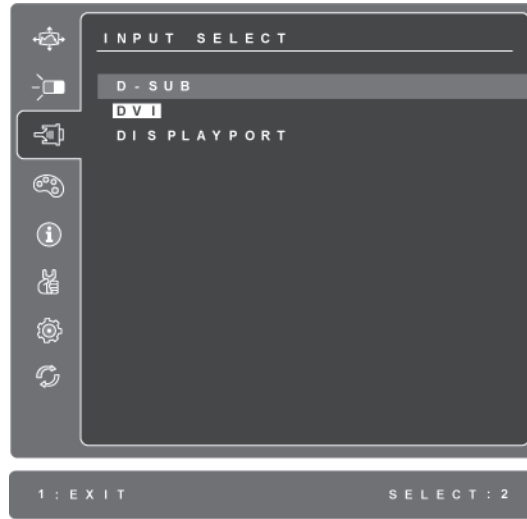 INPUT SELECT
D-SUB
DVI
DISPLAYPORT
1:EXIT SELECT:2